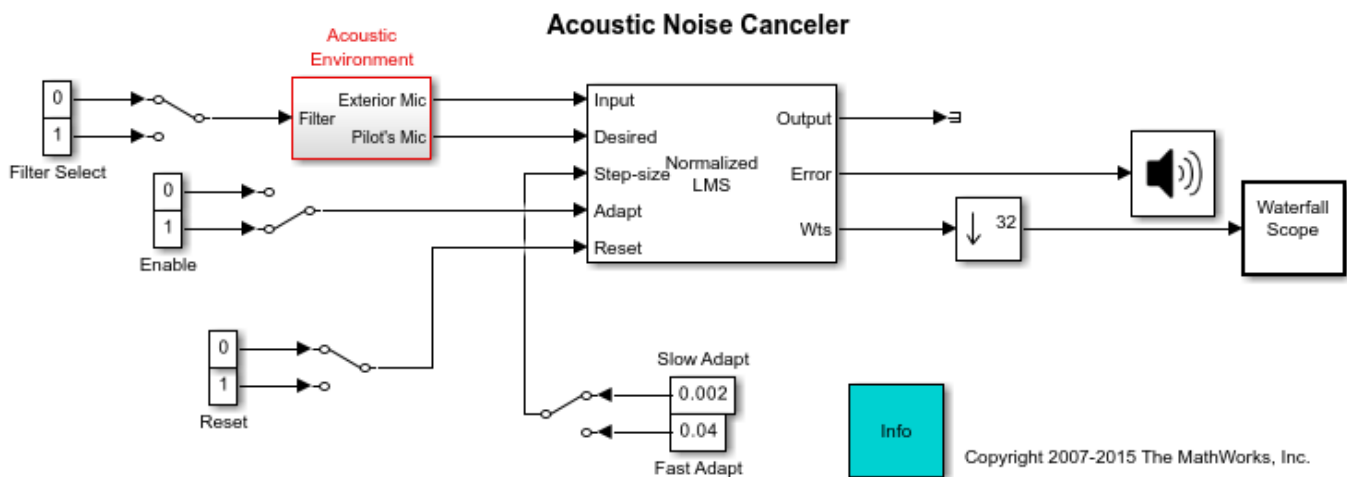 Acoustic Noise Canceler
Acoustic
Environment
0
1
Filter Select
Filter
Exterior Mic
Pilot's Mic
0
1
Enable
0
1
Reset
Input
Desired
Step-size
Adapt
Reset
Normalized
LMS
Output
Error
Wts
32
Waterfall
Scope
Slow Adapt
0.002
0.04
Fast Adapt
Info
Copyright 2007-2015 The MathWorks, Inc.